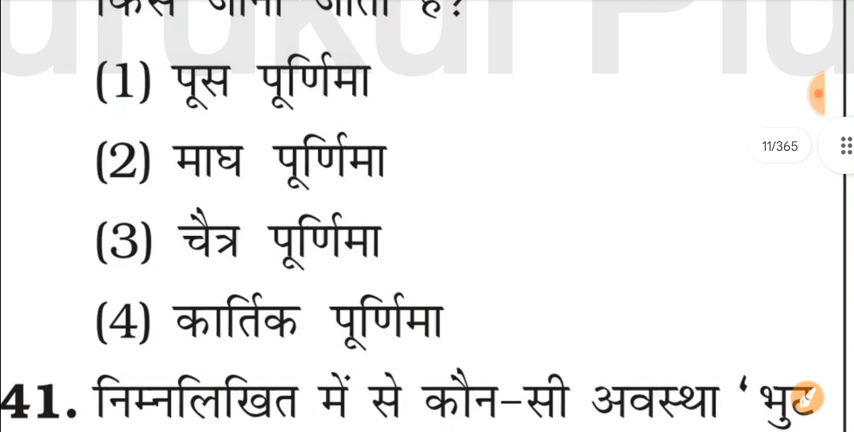 किसे जाना जाता है?
(1) पूस पूर्णिमा
(2) माघ पूर्णिमा
11/365
(3) चैत्र पूर्णिमा
(4) कार्तिक पूर्णिमा
41. निम्नलिखित में से कौन-सी अवस्था ‘भुट